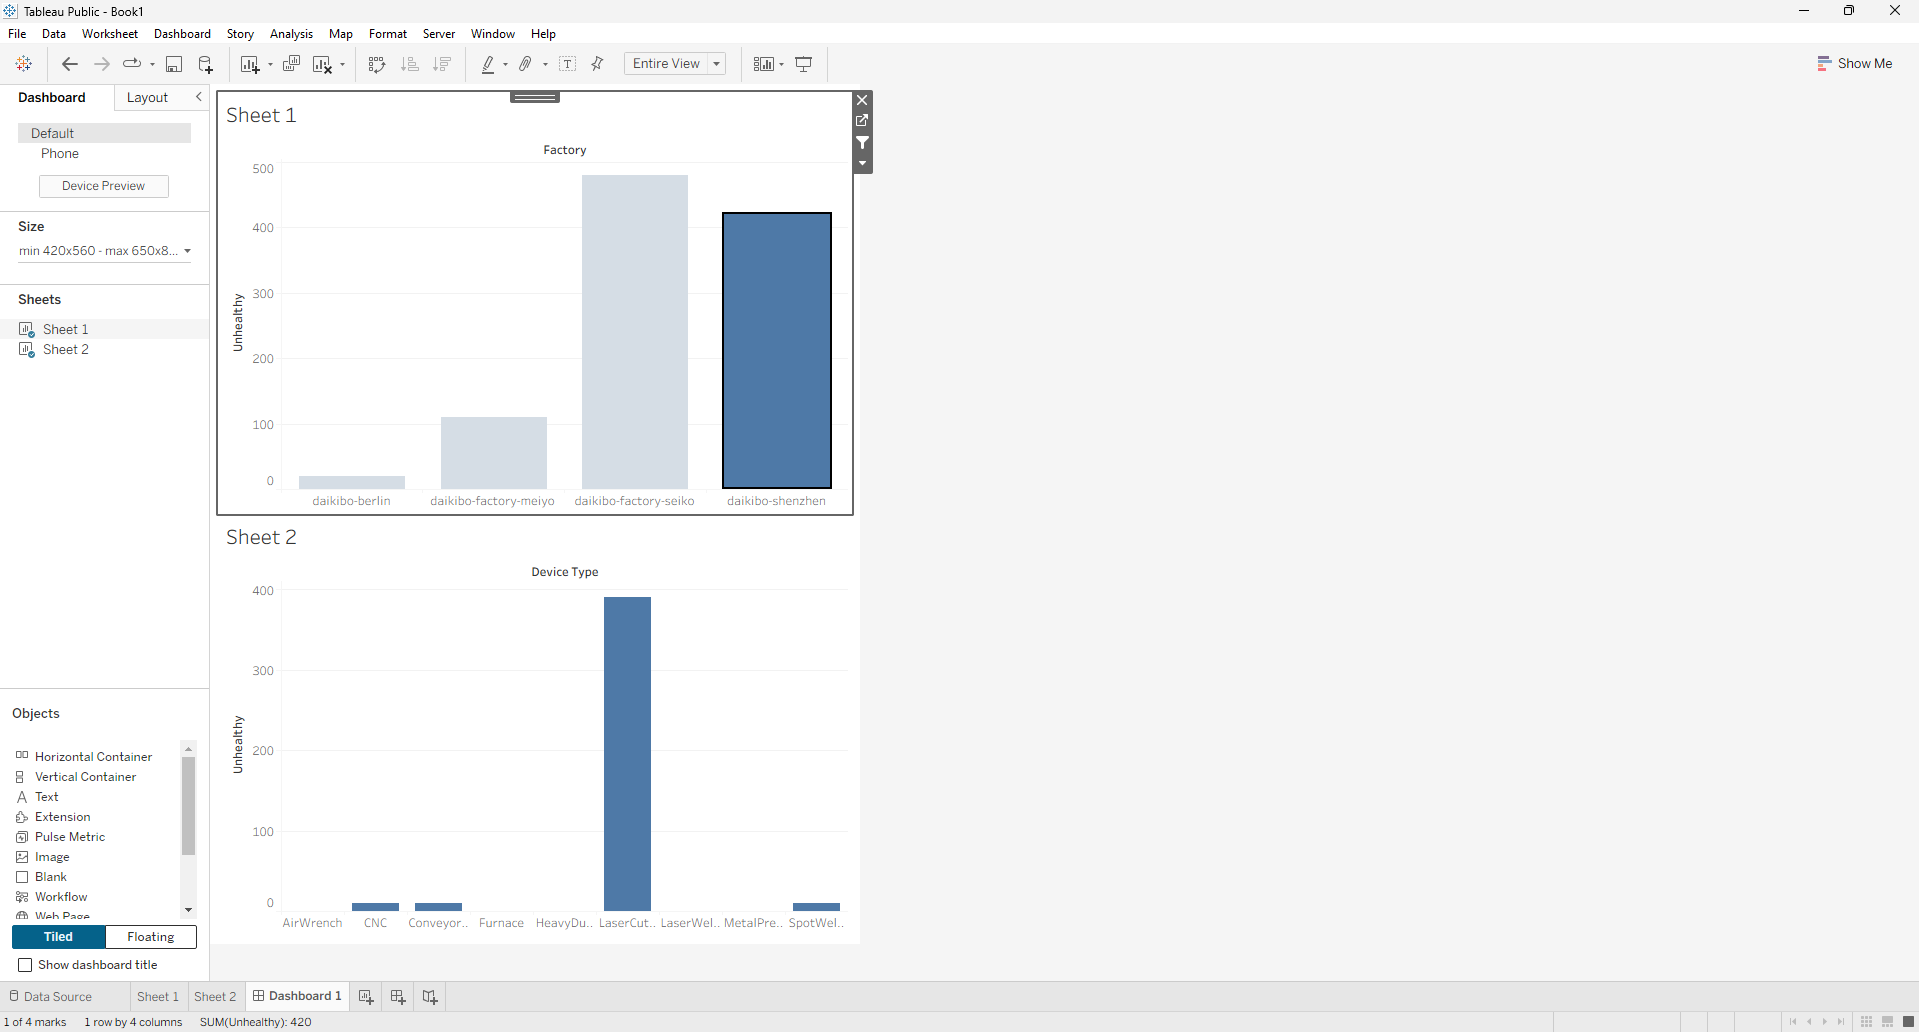 Tableau Public - Book1
File Data Worksheet Dashboard Story Analysis Map Format Server Window Help
Entire View
Show Me
Dashboard
Layout
Default
Phone
Device Preview
Size
min 420x560 - max 650x8...
Sheets
Sheet 1
Sheet 2
Objects
Horizontal Container
Vertical Container
Text
Extension
Pulse Metric
Image
Blank
Workflow
Web Page
Tiled
Floating
Show dashboard title
Sheet 1
Factory
500
400
300
200
100
0
Unhealthy
daikibo-berlin
daikibo-factory-meiyo
daikibo-factory-seiko
daikibo-shenzhen
Sheet 2
Device Type
400
300
200
100
0
Unhealthy
AirWrench
CNC
Conveyor..
Furnace
HeavyDu..
LaserCut..
LaserWel..
MetalPre..
SpotWel..
Data Source
Sheet 1
Sheet 2
Dashboard 1
1 of 4 marks
1 row by 4 columns
SUM(Unhealthy): 420